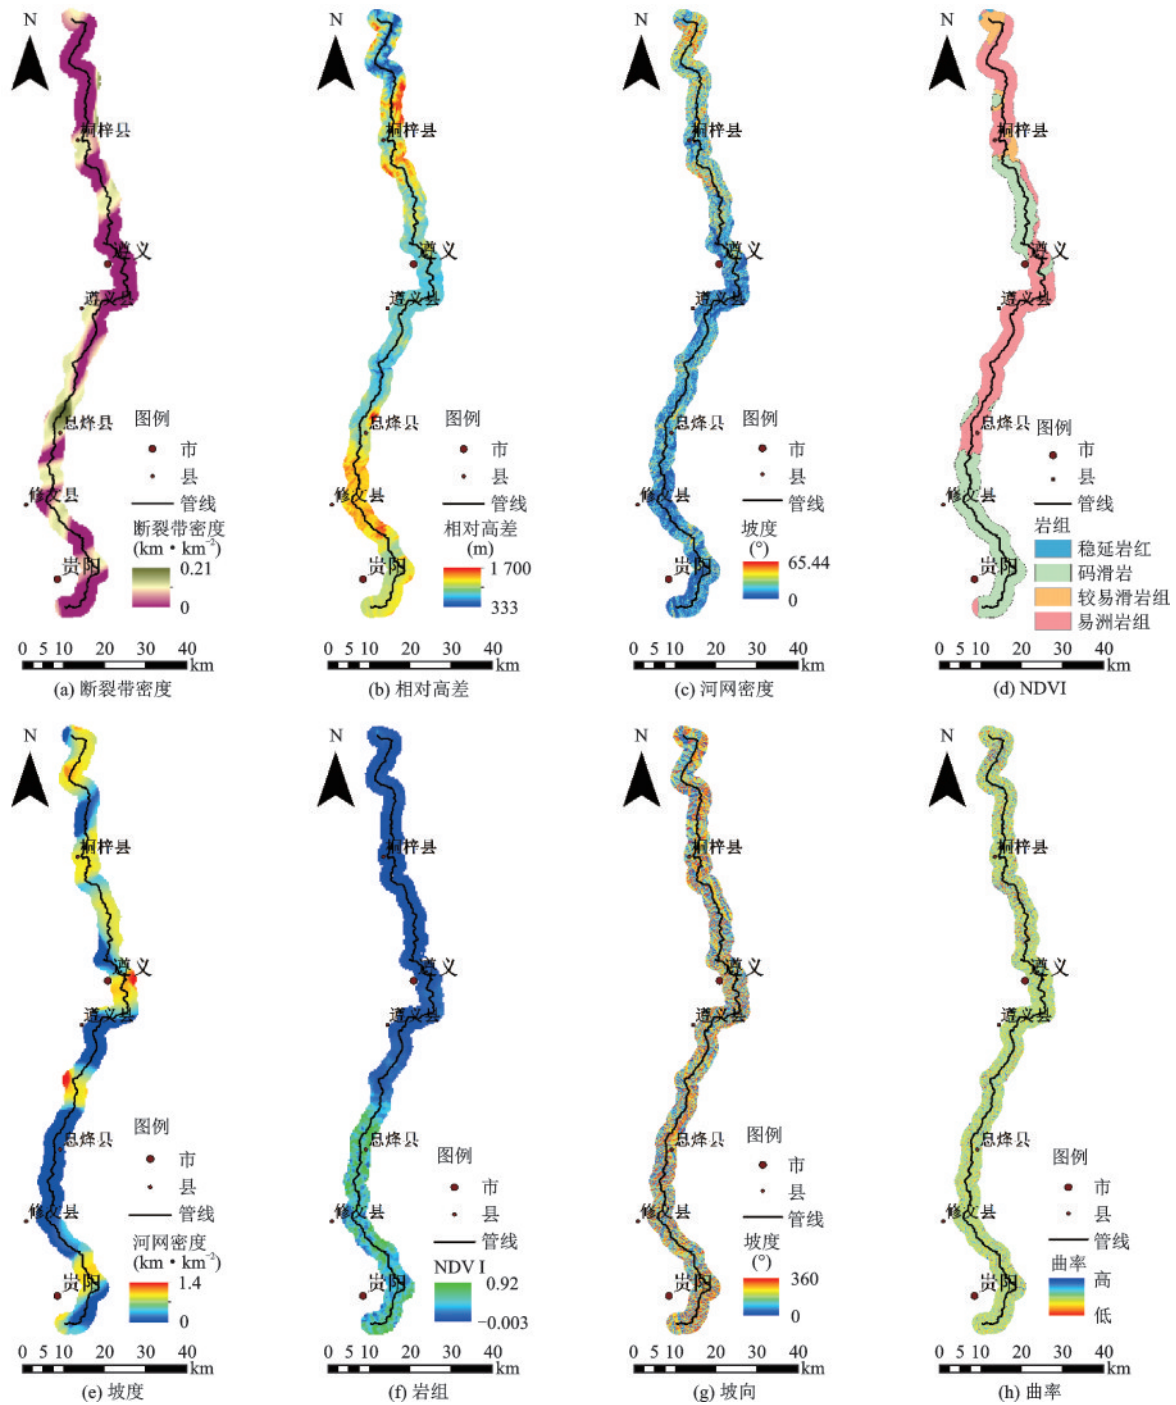 N
桐梓县
遵义
遵义县
息烽县
修文县
贵阳
图例
市
县
管线
断裂带密度
(km·km⁻²)
0.21
0
0 5 10 20 30 40
km
(a) 断裂带密度
N
桐梓县
遵义
遵义县
息烽县
修文县
贵阳
图例
市
县
管线
相对高差
(m)
1 700
333
0 5 10 20 30 40
km
(b) 相对高差
N
桐梓县
遵义
遵义县
息烽县
修文县
贵阳
图例
市
县
管线
坡度
(°)
65.44
0
0 5 10 20 30 40
km
(c) 河网密度
N
桐梓县
遵义
遵义县
息烽县
修文县
贵阳
图例
市
县
管线
岩组
稳延岩红
码滑岩
较易滑岩组
易洲岩组
0 5 10 20 30 40
km
(d) NDVI
N
桐梓县
遵义
遵义县
息烽县
修文县
贵阳
图例
市
县
管线
河网密度
(km·km⁻²)
1.4
0
0 5 10 20 30 40
km
(e) 坡度
桐梓县
遵义
遵义县
息烽县
修文县
贵阳
图例
市
县
管线
NDV I
0.92
−0.003
N
0 5 10 20 30 40
km
(f) 岩组
N
桐梓县
遵义
遵义县
息烽县
修文县
贵阳
图例
市
县
管线
坡度
(°)
360
0
0 5 10 20 30 40
km
(g) 坡向
N
桐梓县
遵义
遵义县
息烽县
修文县
贵阳
图例
市
县
管线
曲率
高
低
0 5 10 20 30 40
km
(h) 曲率